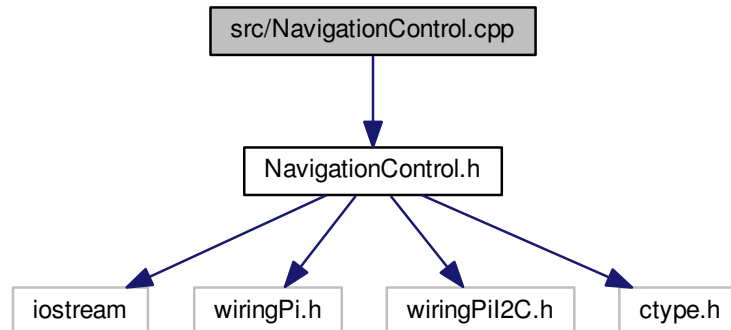 src/NavigationControl.cpp
NavigationControl.h
iostream
wiringPi.h
wiringPiI2C.h
ctype.h